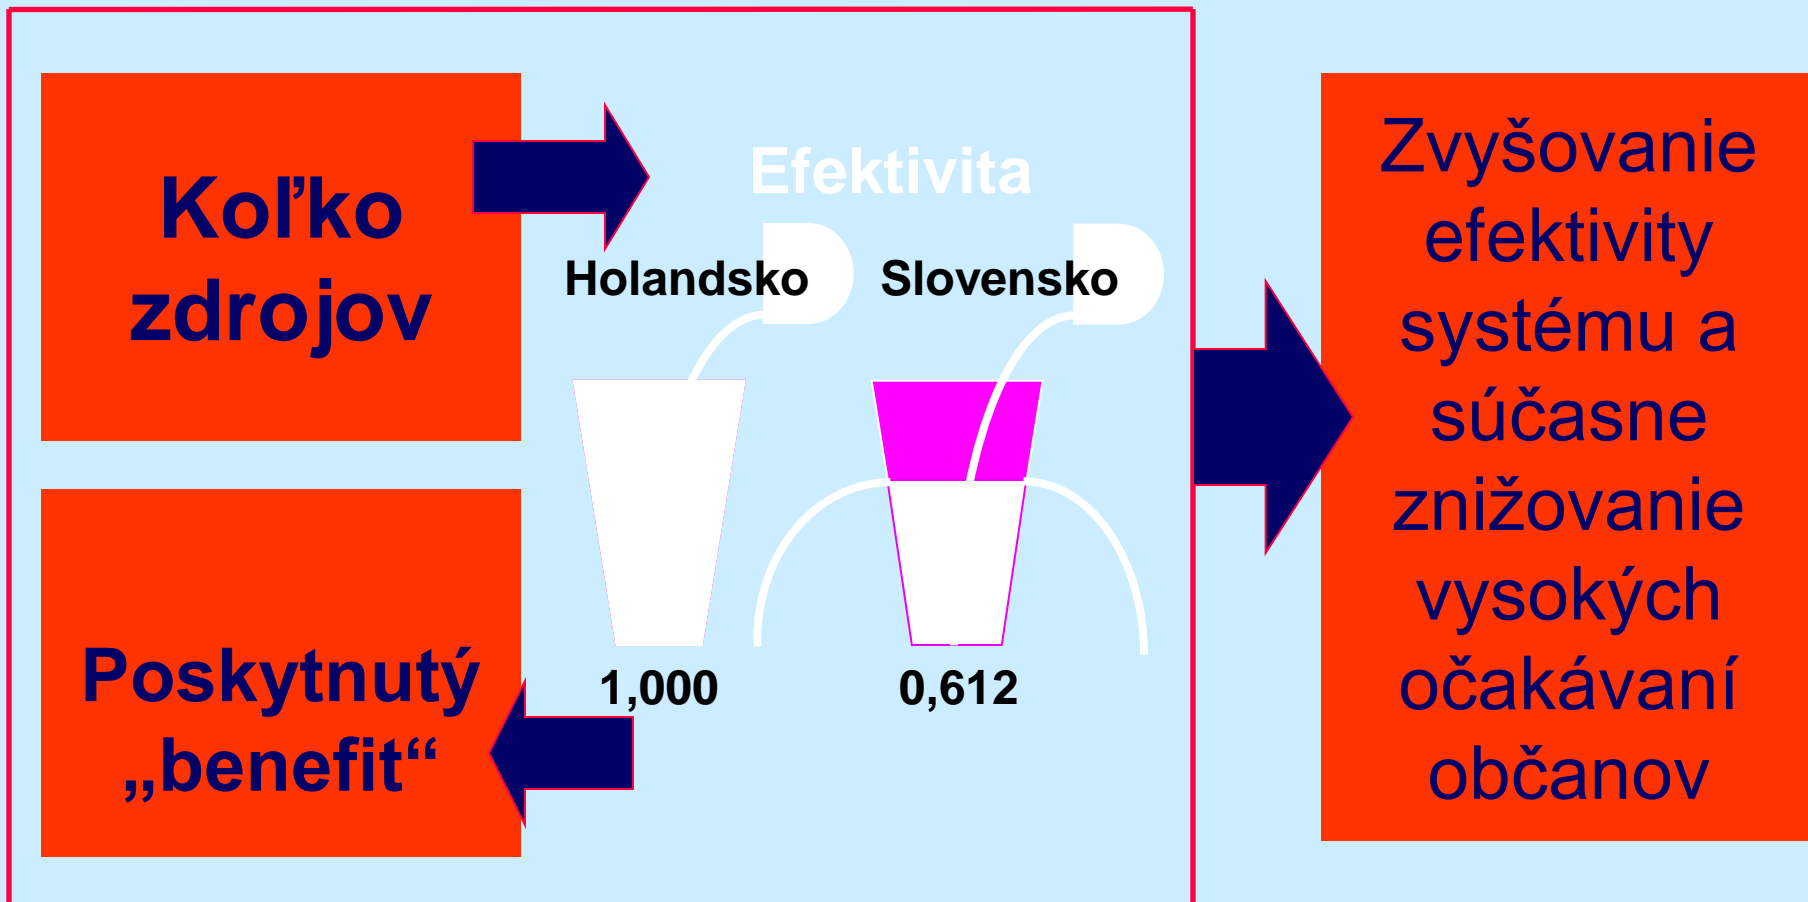 Koľko
zdrojov
Efektivita
Holandsko
Slovensko
1,000
0,612
Poskytnutý
„benefit“
Zvyšovanie
efektivity
systému a
súčasne
znižovanie
vysokých
očakávaní
občanov